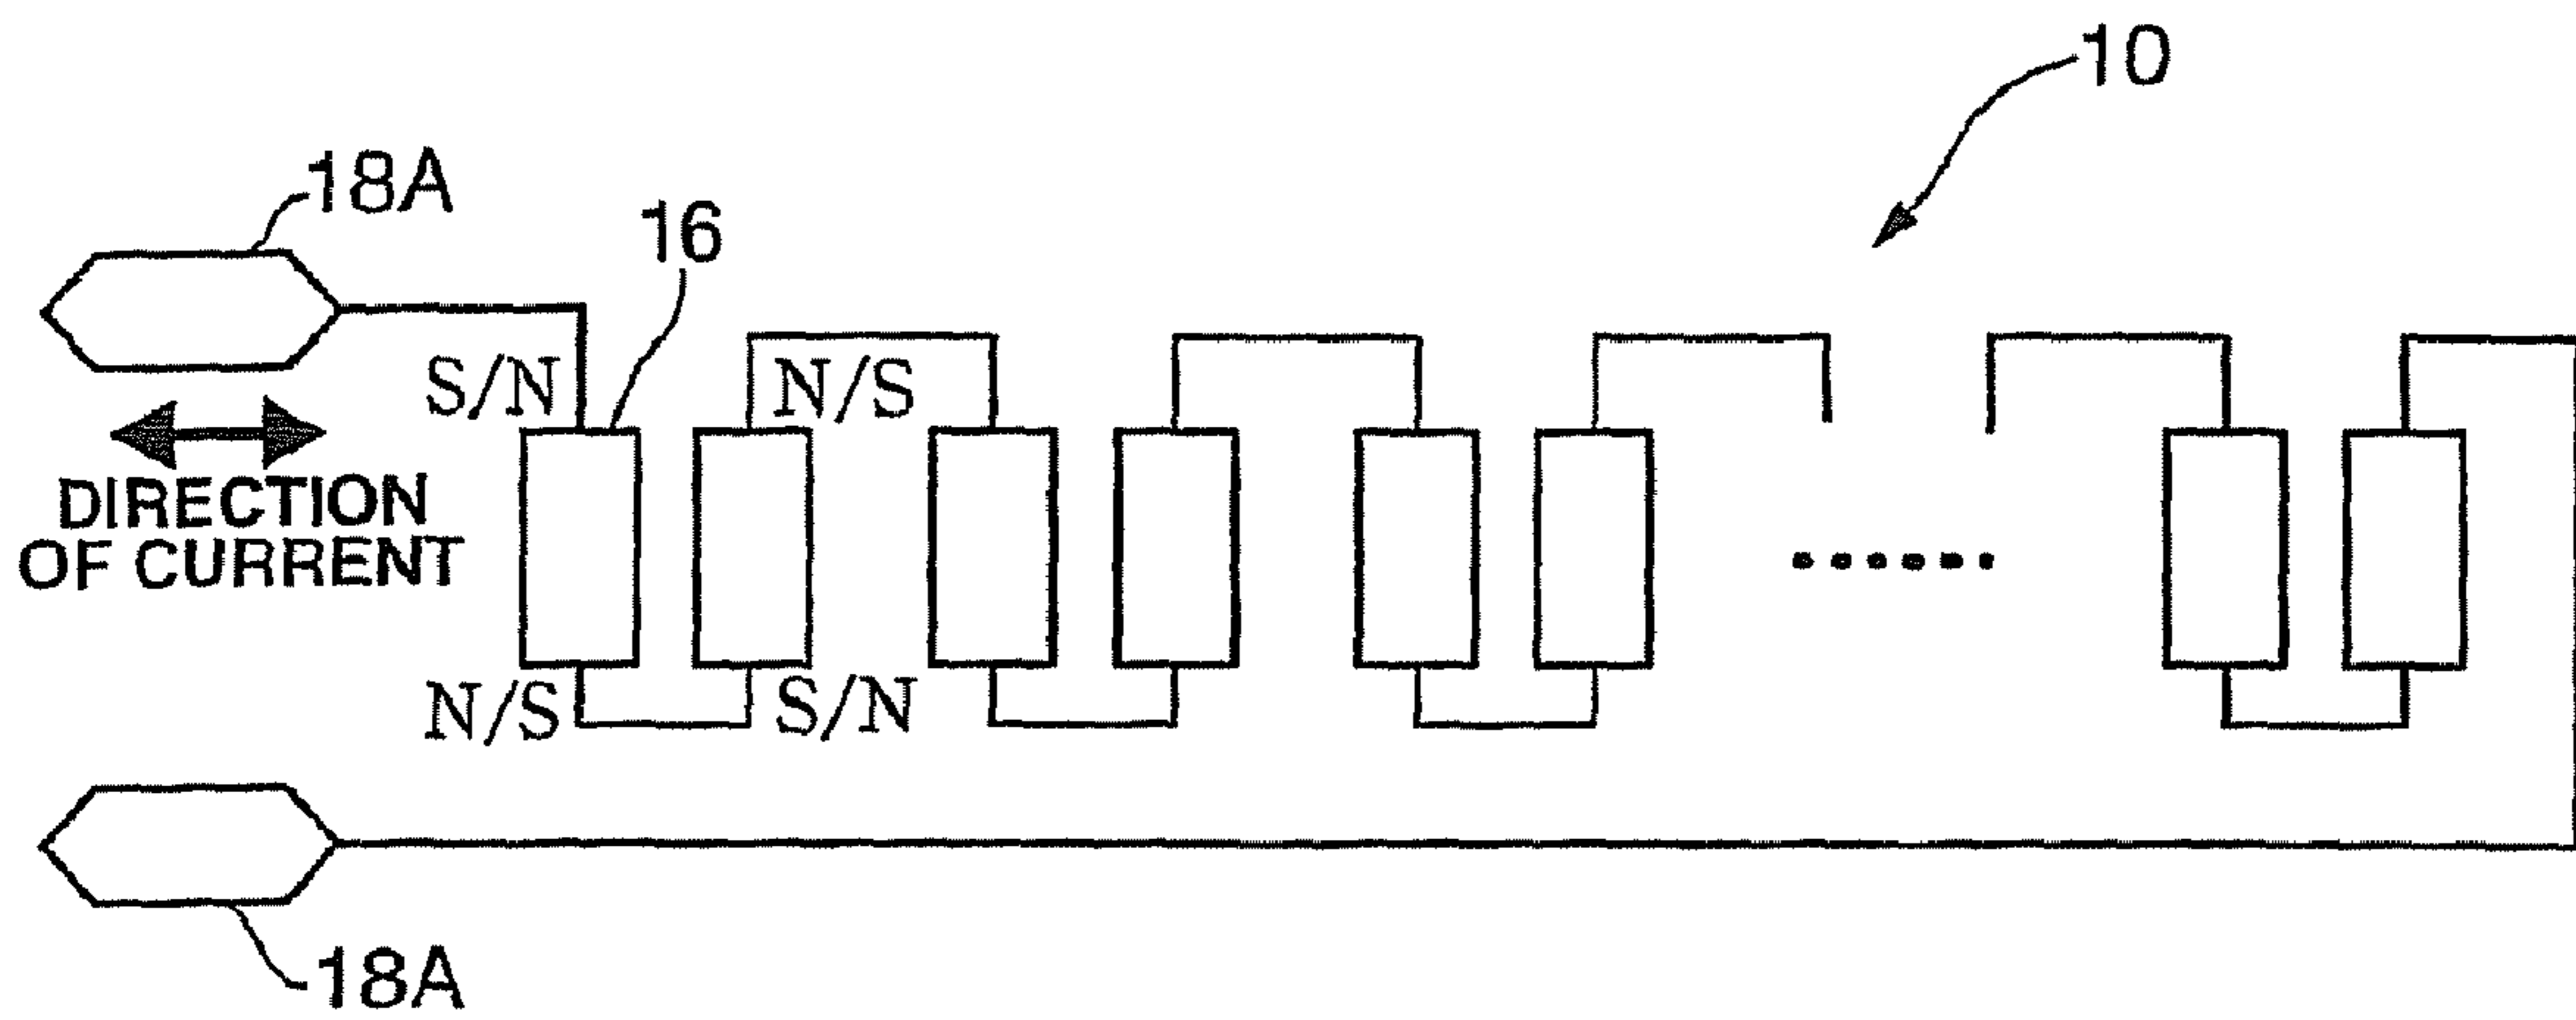 10
18A
16
S/N
N/S
DIRECTION
OF CURRENT
N/S
S/N
18A